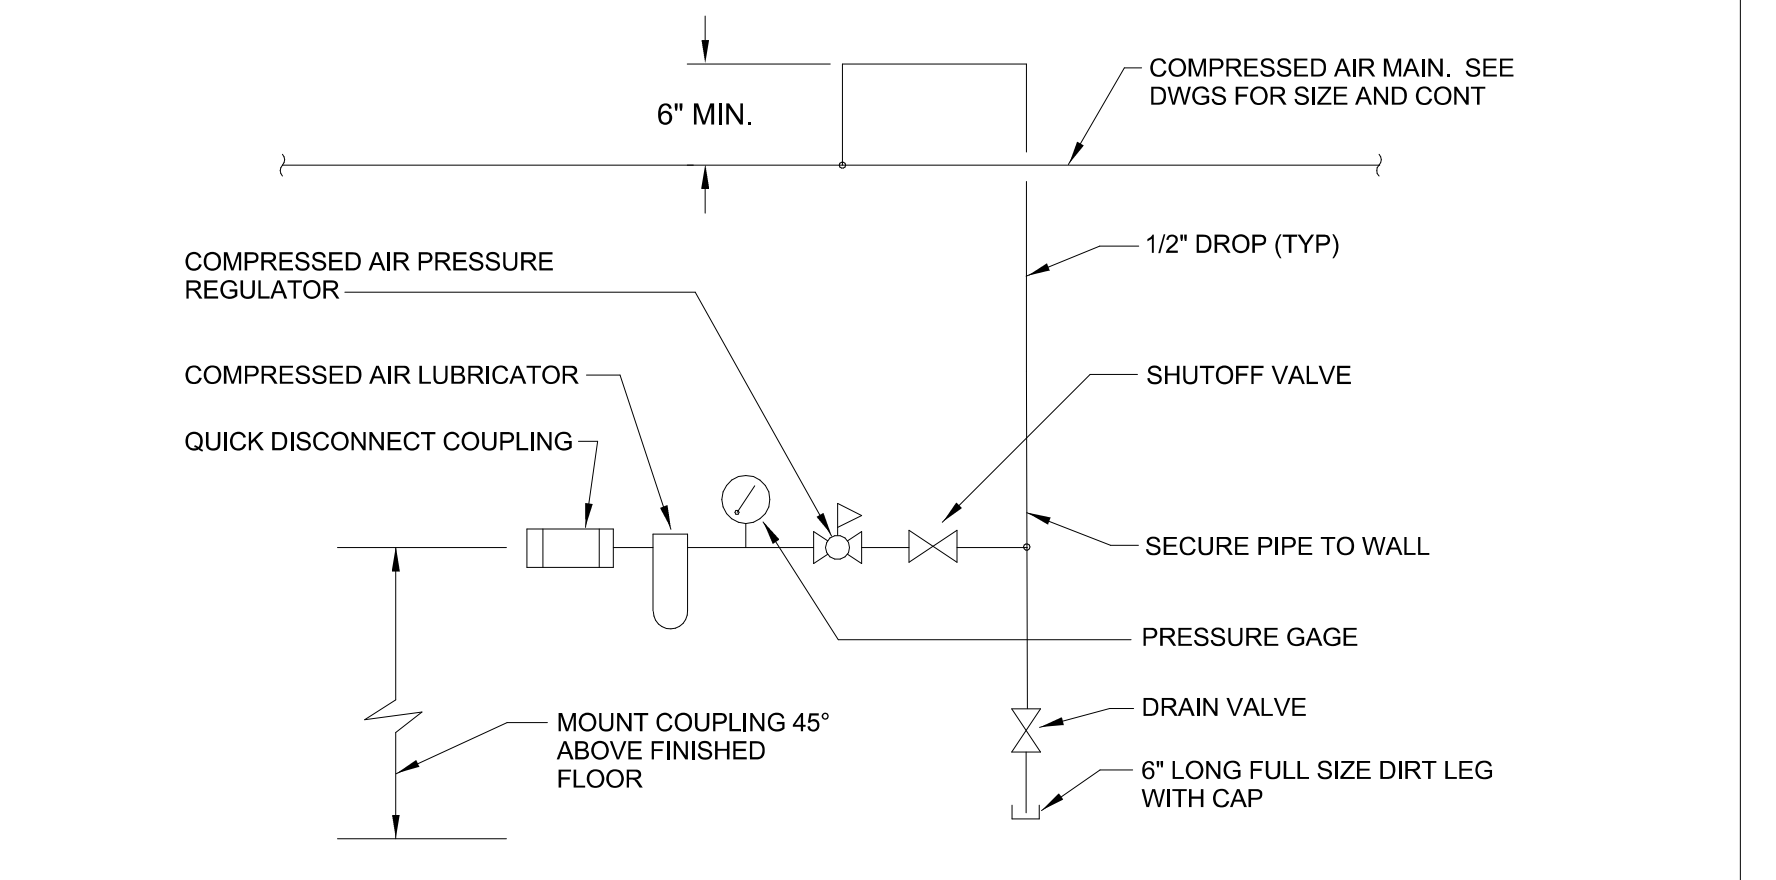 COMPRESSED AIR MAIN. SEE
DWGS FOR SIZE AND CONT
6" MIN.
1/2" DROP (TYP)
COMPRESSED AIR PRESSURE
REGULATOR
COMPRESSED AIR LUBRICATOR
SHUTOFF VALVE
QUICK DISCONNECT COUPLING
SECURE PIPE TO WALL
PRESSURE GAGE
DRAIN VALVE
MOUNT COUPLING 45°
ABOVE FINISHED
FLOOR
6" LONG FULL SIZE DIRT LEG
WITH CAP